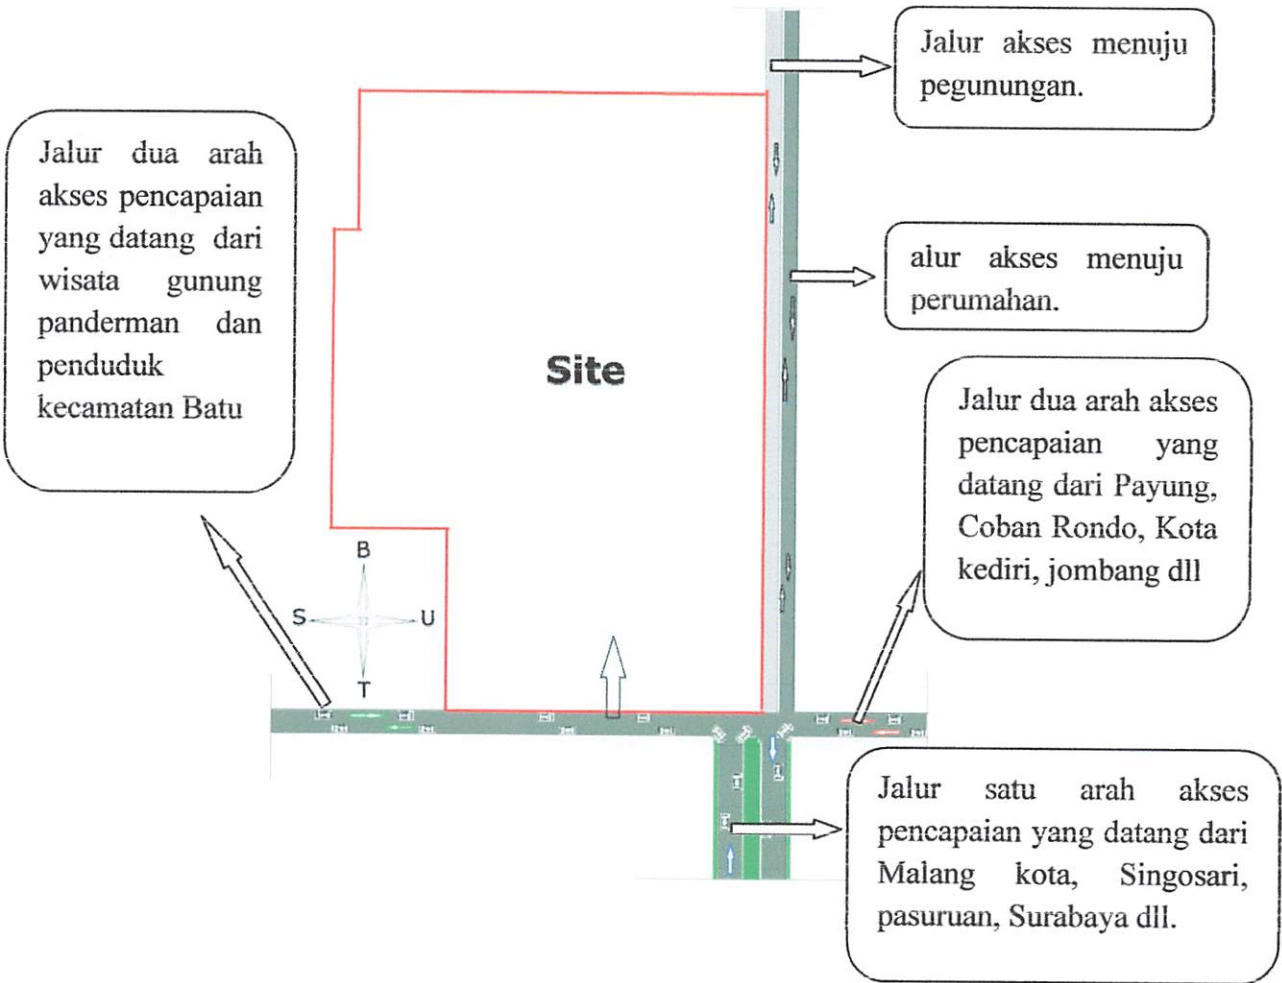 Jalur akses menuju
pegunungan.
Jalur dua arah
akses pencapaian
yang datang dari
wisata gunung
panderman dan
penduduk
kecamatan Batu
alur akses menuju
perumahan.
Site
Jalur dua arah akses
pencapaian yang
datang dari Payung,
Coban Rondo, Kota
kediri, jombang dll
B
S
U
T
Jalur satu arah akses
pencapaian yang datang dari
Malang kota, Singosari,
pasuruan, Surabaya dll.